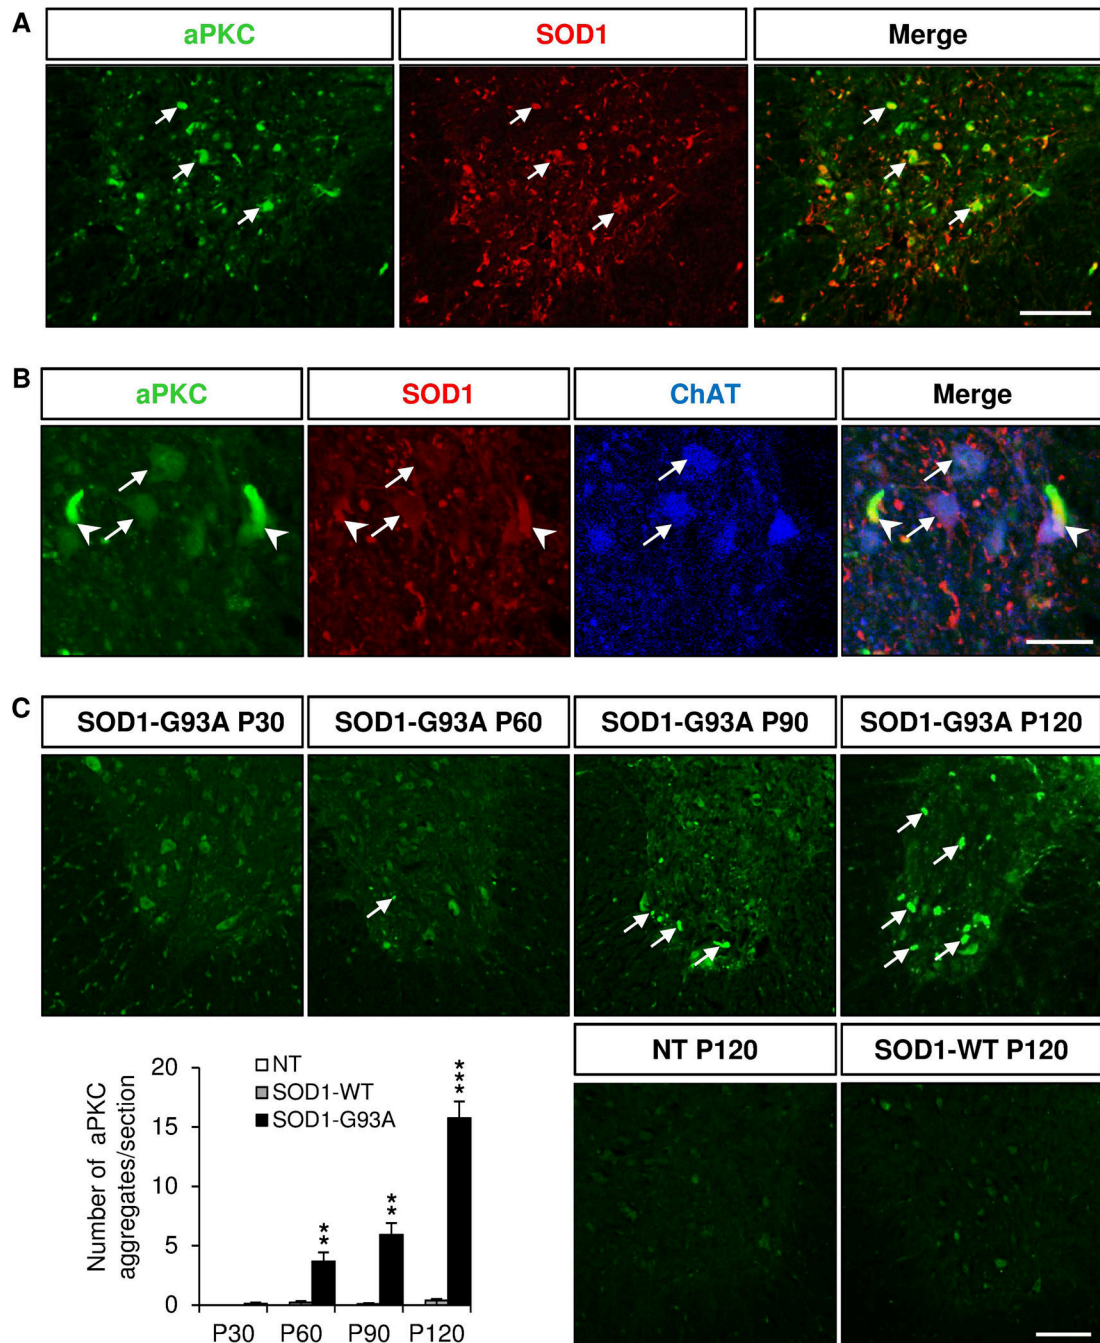 A
aPKC SOD1 Merge
B
aPKC SOD1 ChAT Merge
C
SOD1-G93A P30 SOD1-G93A P60 SOD1-G93A P90 SOD1-G93A P120
NT P120 SOD1-WT P120
Number of aPKC
aggregates/section
20
15
10
5
0
NT
SOD1-WT
SOD1-G93A
**
**
***
P30 P60 P90 P120